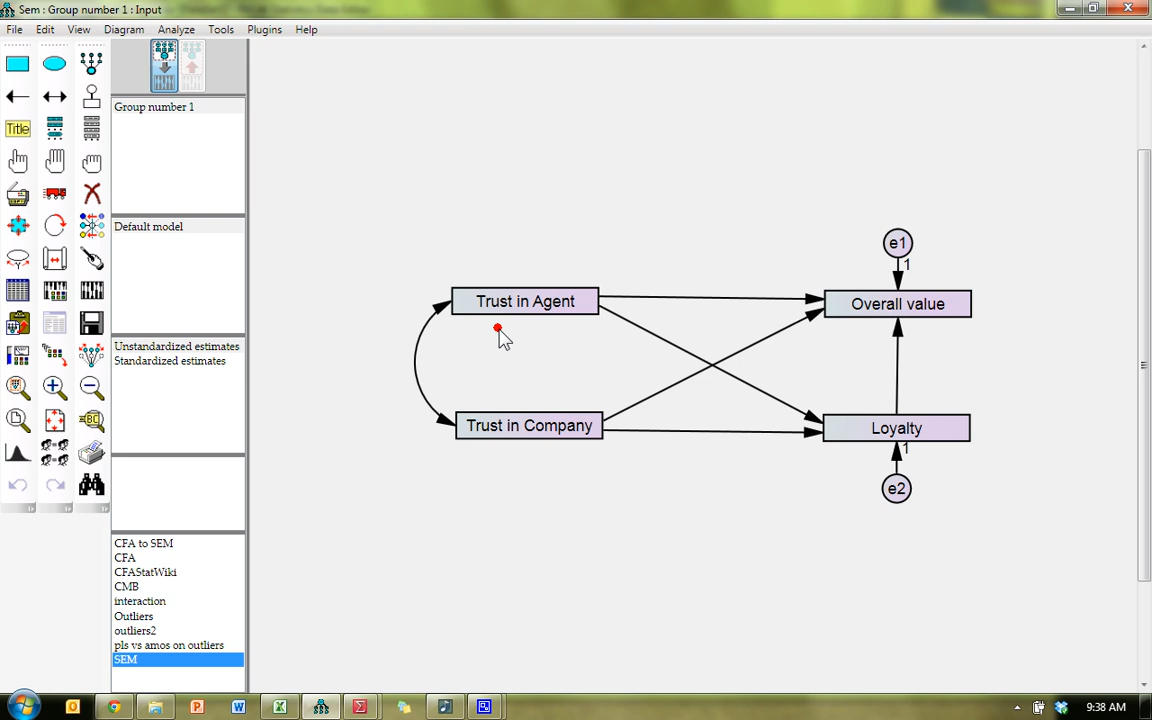 Sem : Group number 1 : Input
File Edit View Diagram Analyze Tools Plugins Help
Title
Group number 1
Default model
Unstandardized estimates
Standardized estimates
CFA to SEM
CFA
CFAStatWiki
CMB
interaction
Outliers
outliers2
pls vs amos on outliers
SEM
e1
1
Trust in Agent
Overall value
Trust in Company
Loyalty
1
e2
9:38 AM